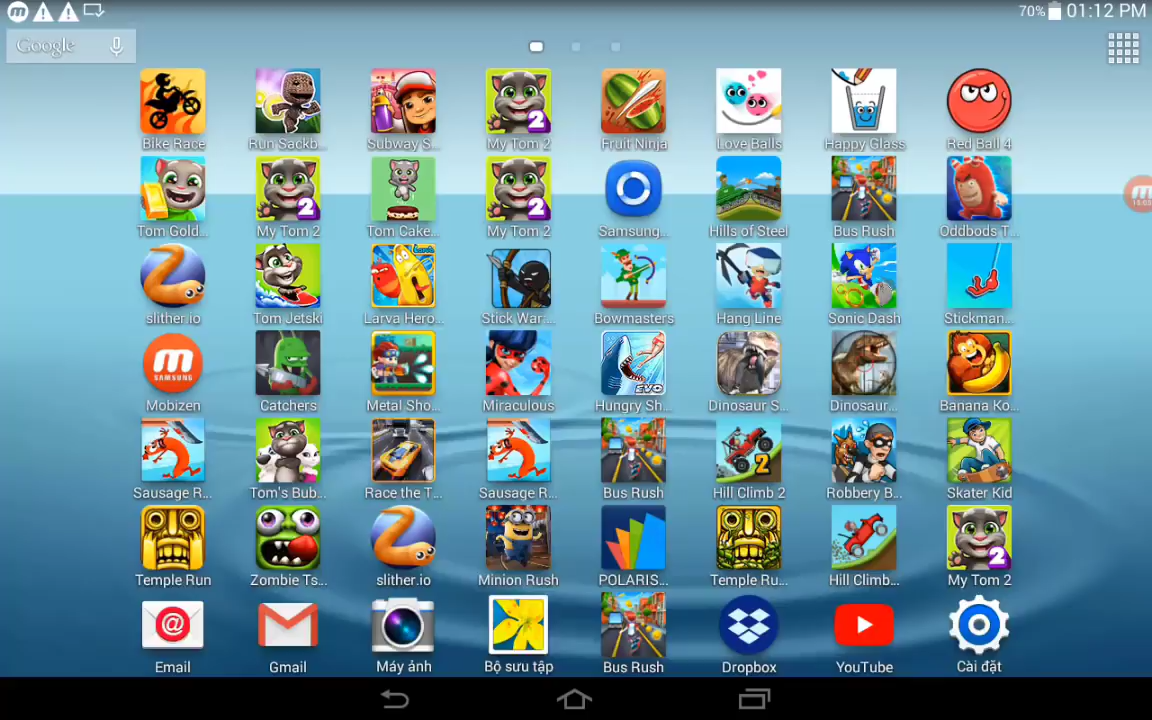 70% 01:12 PM
Google
Bike Race Run Sackb... Subway S... My Tom 2 Fruit Ninja Love Balls Happy Glass Red Ball 4
Tom Gold... My Tom 2 Tom Cake... My Tom 2 Samsung... Hills of Steel Bus Rush Oddbods T...
slither.io Tom Jetski Larva Hero... Stick War:... Bowmasters Hang Line Sonic Dash Stickman...
SAMSUNG
Mobizen Catchers Metal Sho... Miraculous Hungry Sh... Dinosaur S... Dinosaur... Banana Ko...
Sausage R... Tom's Bub... Race the T... Sausage R... Bus Rush Hill Climb 2 Robbery B... Skater Kid
Temple Run Zombie Ts... slither.io Minion Rush POLARIS... Temple Ru... Hill Climb... My Tom 2
Email Gmail Máy ảnh Bộ sưu tập Bus Rush Dropbox YouTube Cài đặt